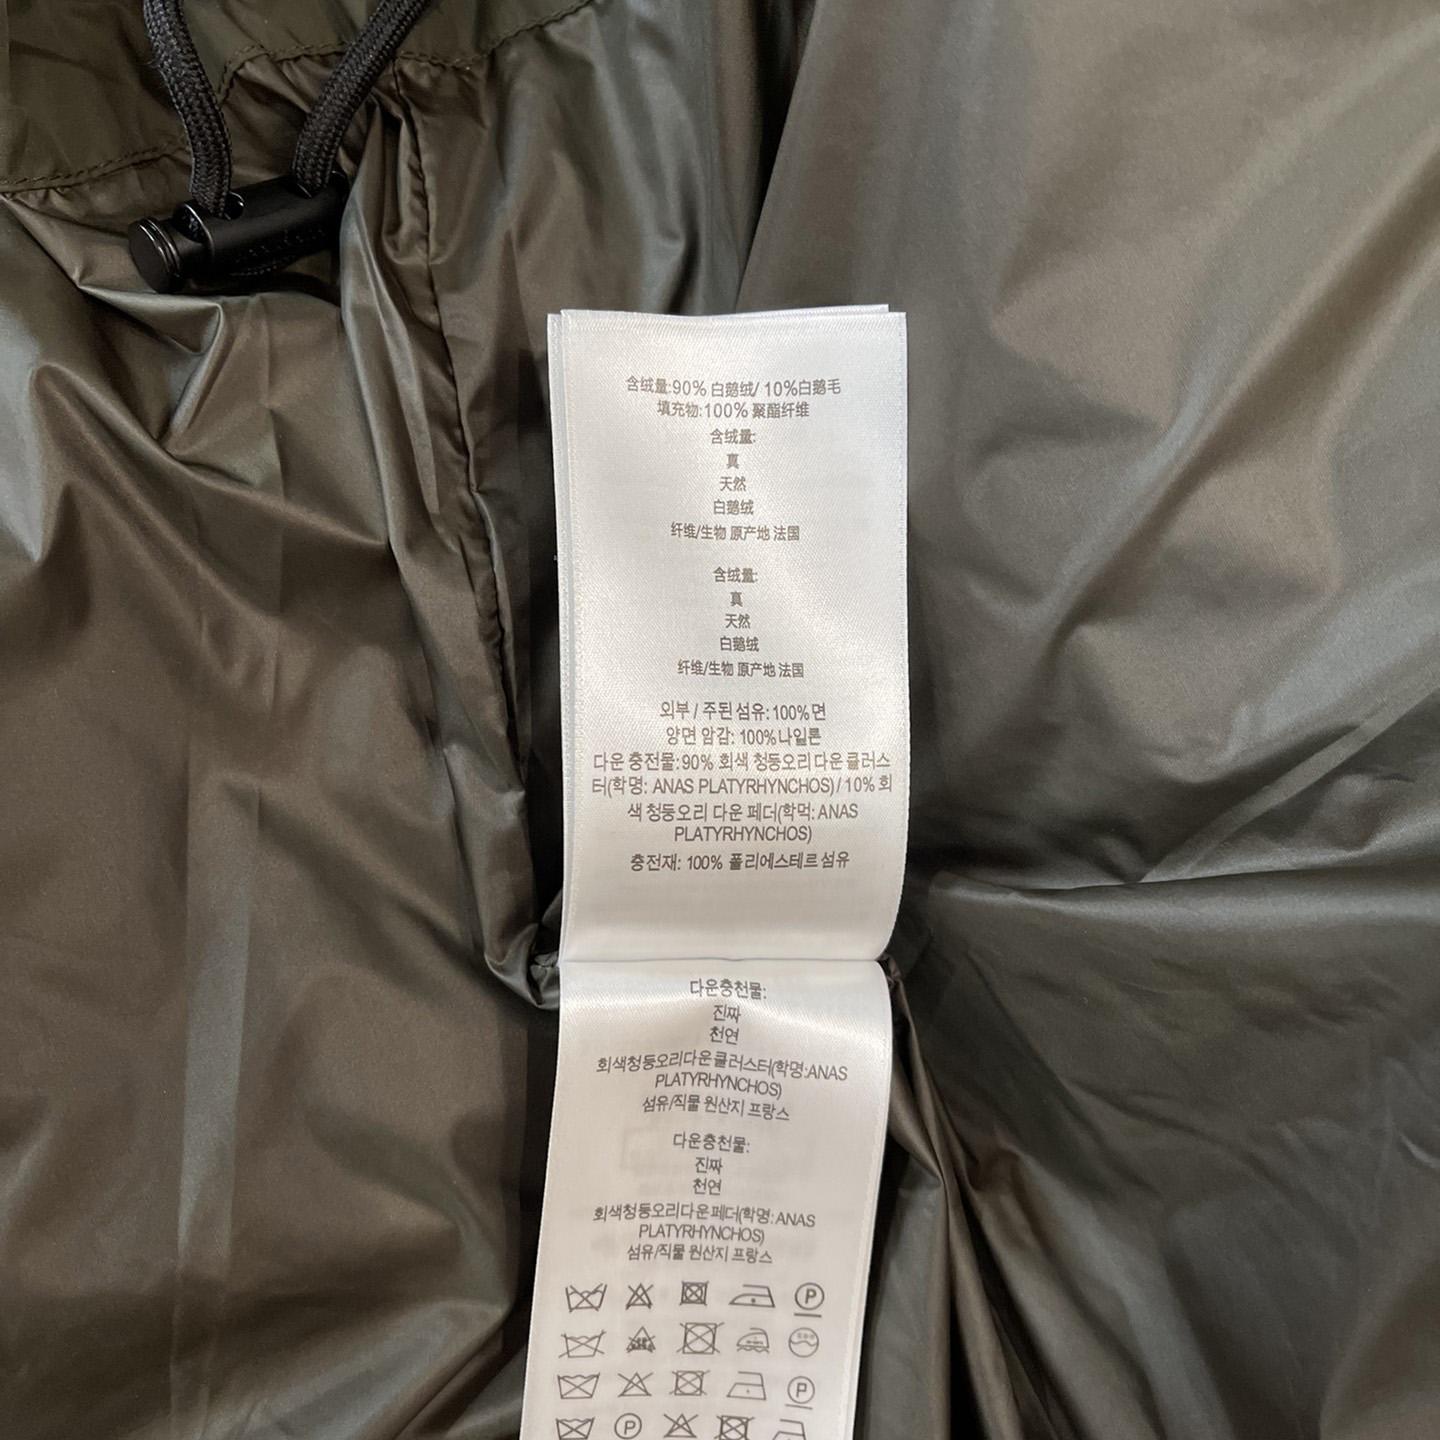 含绒量:90% 白鹅绒/ 10%白鹅毛
填充物:100% 聚酯纤维
含绒量:
真
天然
白鹅绒
纤维/生物 原产地 法国
含绒量:
真
天然
白鹅绒
纤维/生物 原产地 法国
외부 / 주된 섬유: 100% 면
양면 암감: 100% 나일론
다운 충전물: 90% 회색 청둥오리 다운 클러스
터(학명: ANAS PLATYRHYNCHOS) / 10% 회
색 청둥오리 다운 페더(학먹: ANAS
PLATYRHYNCHOS)
충전재: 100% 폴리에스테르 섬유
다운충천물:
진짜
천연
회색청둥오리다운클러스터(학명:ANAS
PLATYRHYNCHOS)
섬유/직물 원산지 프랑스
다운충천물:
진짜
천연
회색청둥오리다운페더(학명: ANAS
PLATYRHYNCHOS)
섬유/직물 원산지 프랑스
P
P
P